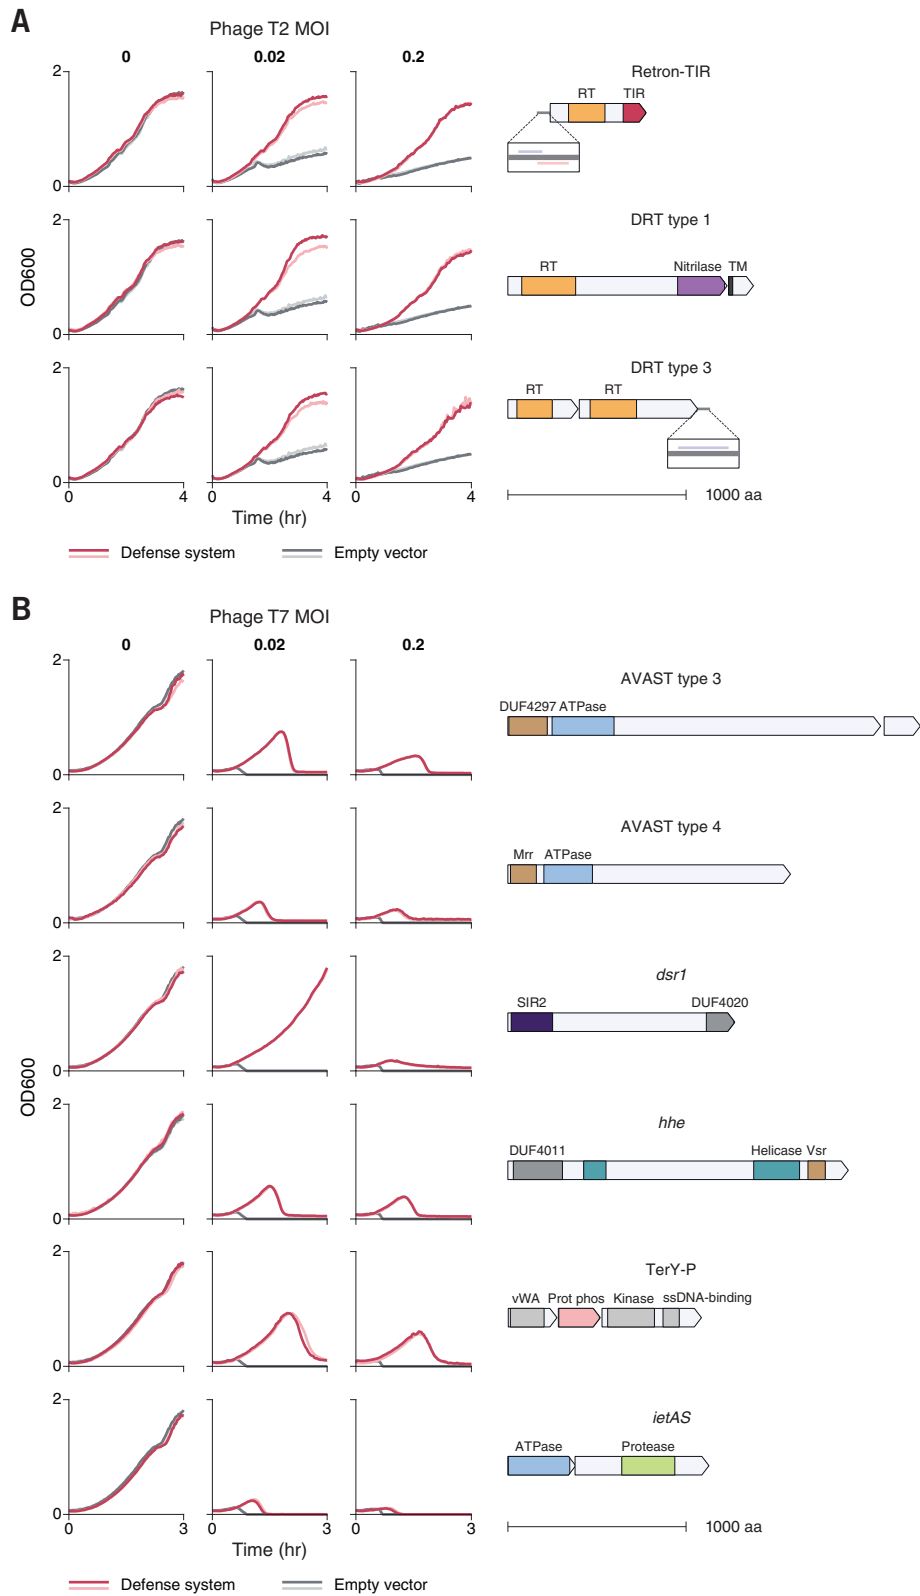 A
Phage T2 MOI
0 0.02 0.2
Retron-TIR
RT TIR
2
0
DRT type 1
RT Nitrilase TM
2
0
OD600
DRT type 3
RT RT
2
0
0 4 0 4 0 4
Time (hr)
1000 aa
Defense system Empty vector
B
Phage T7 MOI
0 0.02 0.2
AVAST type 3
DUF4297 ATPase
2
0
AVAST type 4
Mrr ATPase
2
0
dsr1
SIR2 DUF4020
2
0
OD600
hhe
DUF4011 Helicase Vsr
2
0
TerY-P
vWA Prot phos Kinase ssDNA-binding
2
0
ietAS
ATPase Protease
2
0
0 3 0 3 0 3
Time (hr)
1000 aa
Defense system Empty vector